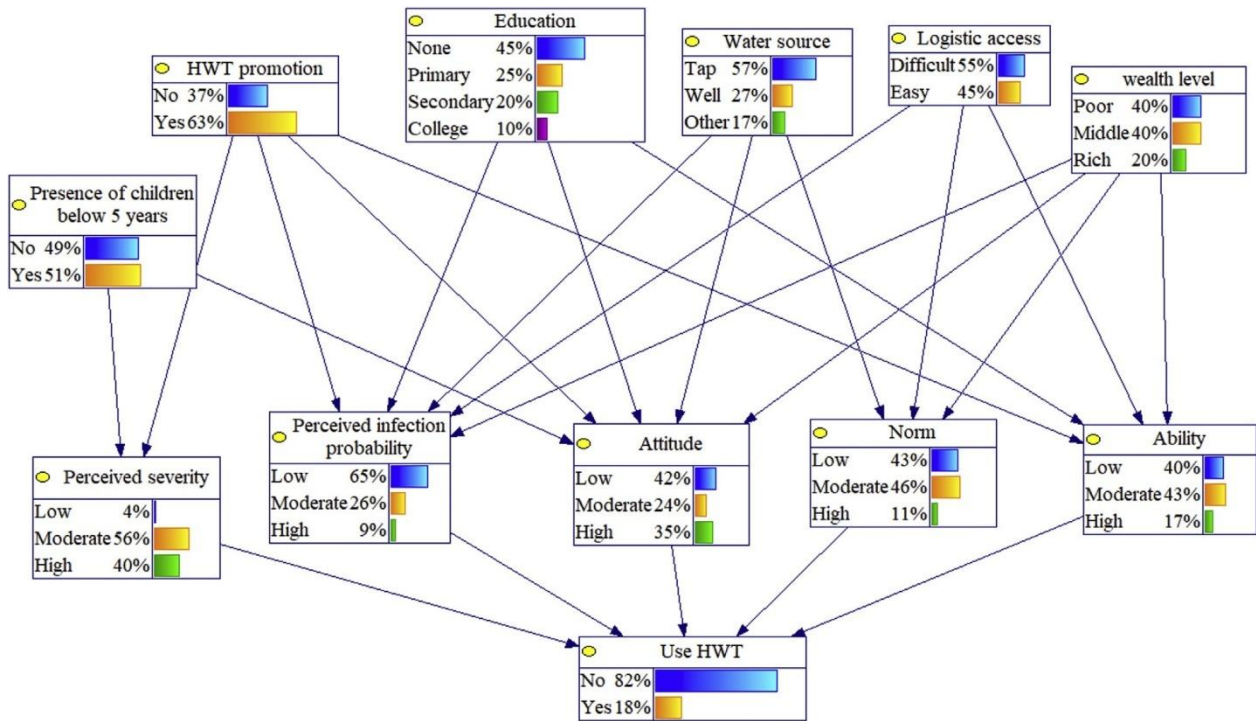 Education
None 45%
Primary 25%
Secondary 20%
College 10%
Water source
Tap 57%
Well 27%
Other 17%
Logistic access
Difficult 55%
Easy 45%
HWT promotion
No 37%
Yes 63%
wealth level
Poor 40%
Middle 40%
Rich 20%
Presence of children
below 5 years
No 49%
Yes 51%
Perceived severity
Low 4%
Moderate 56%
High 40%
Perceived infection
probability
Low 65%
Moderate 26%
High 9%
Attitude
Low 42%
Moderate 24%
High 35%
Norm
Low 43%
Moderate 46%
High 11%
Ability
Low 40%
Moderate 43%
High 17%
Use HWT
No 82%
Yes 18%